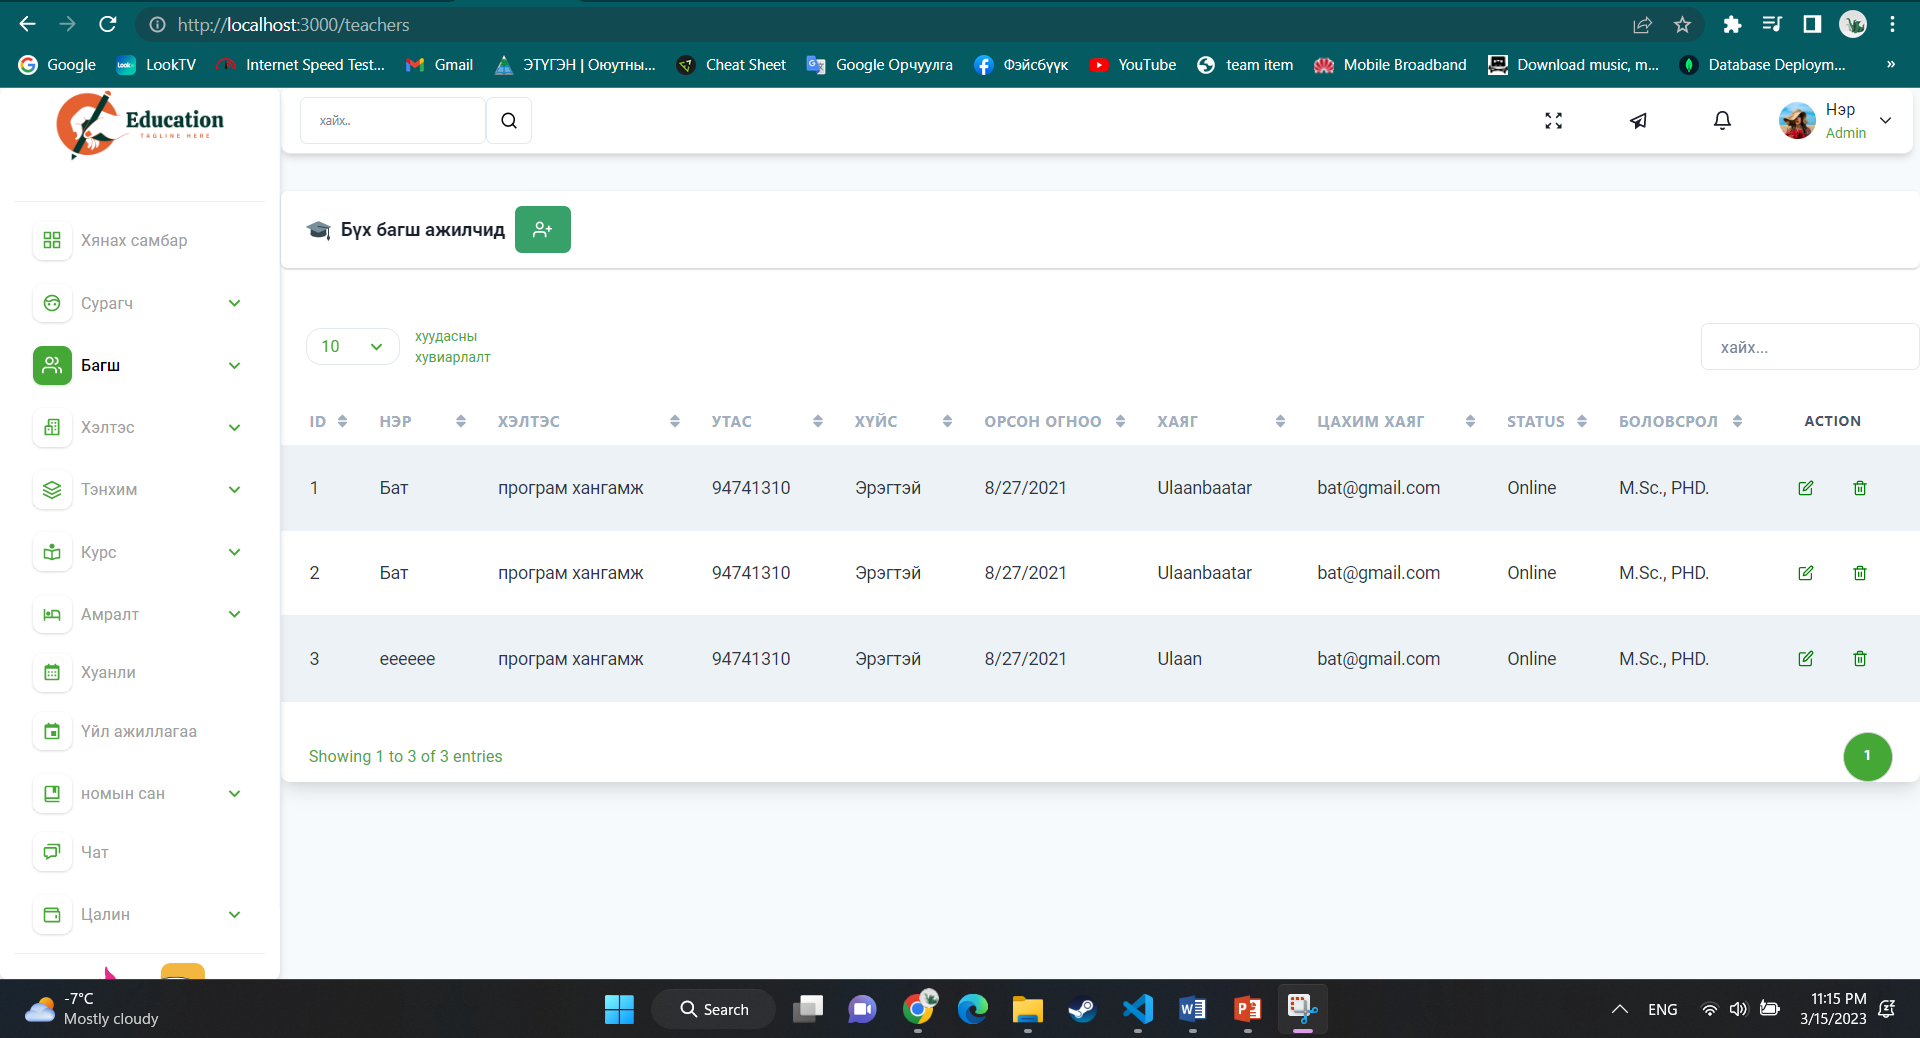 http://localhost:3000/teachers
Google LookTV Internet Speed Test... Gmail ЭТҮГЭН | Оюутны... Cheat Sheet Google Орчуулга Фэйсбүүк YouTube team item Mobile Broadband Download music, m... Database Deploym... »
Education
TAGLINE HERE
хайх..
Нэр
Admin
Хянах самбар
Сурагч
Багш
Хэлтэс
Тэнхим
Курс
Амралт
Хуанли
Үйл ажиллагаа
номын сан
Чат
Цалин
Бүх багш ажилчид
10
хуудасны
хувиарлалт
хайх...
ID НЭР ХЭЛТЭС УТАС ХҮЙС ОРСОН ОГНОО ХАЯГ ЦАХИМ ХАЯГ STATUS БОЛОВСРОЛ ACTION
1 Бат програм хангамж 94741310 Эрэгтэй 8/27/2021 Ulaanbaatar bat@gmail.com Online M.Sc., PHD.
2 Бат програм хангамж 94741310 Эрэгтэй 8/27/2021 Ulaanbaatar bat@gmail.com Online M.Sc., PHD.
3 eeeeee програм хангамж 94741310 Эрэгтэй 8/27/2021 Ulaan bat@gmail.com Online M.Sc., PHD.
Showing 1 to 3 of 3 entries
1
-7°C
Mostly cloudy
Search
ENG
11:15 PM
3/15/2023